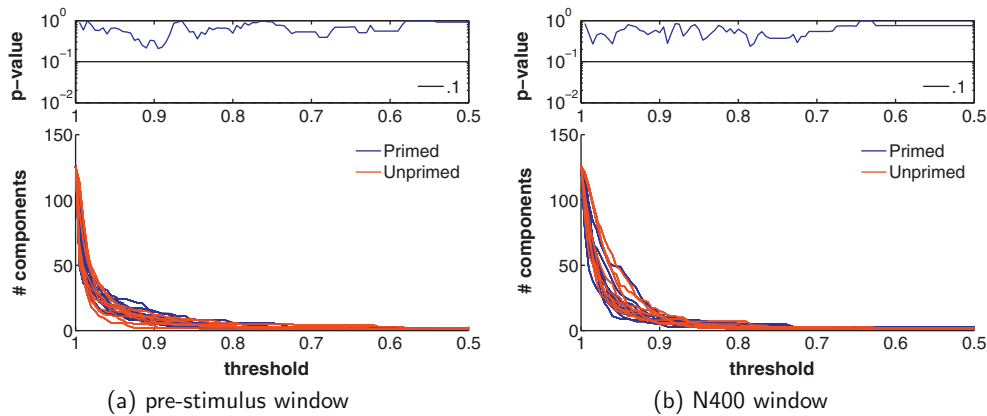 p−value
10⁰
10⁻¹
10⁻²
.1
1 0.9 0.8 0.7 0.6 0.5
# components
150
100
50
0
Primed
Unprimed
1 0.9 0.8 0.7 0.6 0.5
threshold
(a) pre-stimulus window
p−value
10⁰
10⁻¹
10⁻²
.1
1 0.9 0.8 0.7 0.6 0.5
# components
150
100
50
0
Primed
Unprimed
1 0.9 0.8 0.7 0.6 0.5
threshold
(b) N400 window